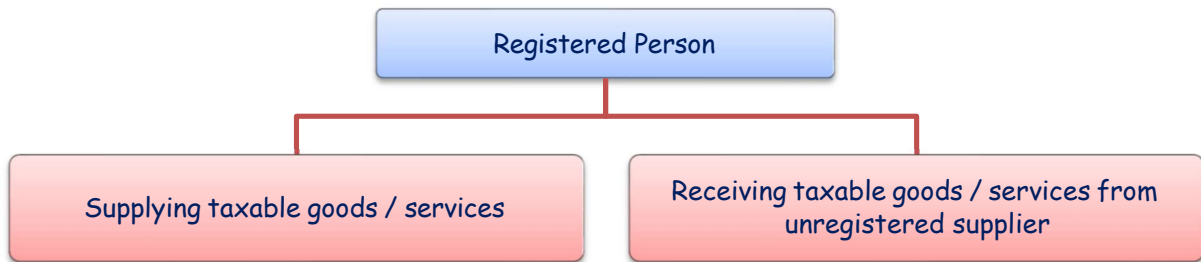 Registered Person
Supplying taxable goods / services
Receiving taxable goods / services from
unregistered supplier